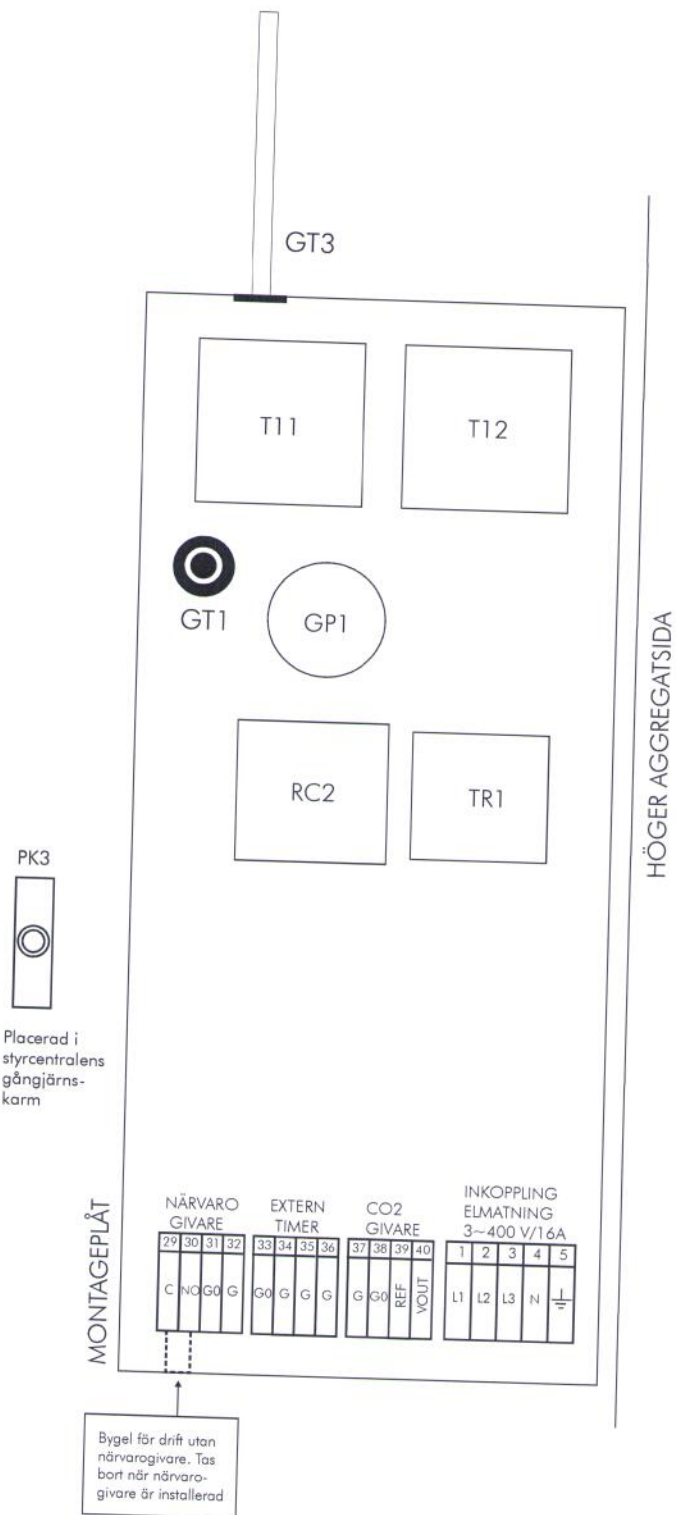 GT3
T11
T12
GT1
GP1
RC2
TR1
HÖGER AGGREGATSIDA
PK3
Placerad i
styrcentralens
gångjärns-
karm
MONTAGEPLÅT
NÄRVARO
GIVARE
29 30 31 32
C NO G0 G
EXTERN
TIMER
33 34 35 36
G0 G G G
CO2
GIVARE
37 38 39 40
G G0 REF VOUT
INKOPPLING
ELMATNING
3~400 V/16A
1 2 3 4 5
L1 L2 L3 N
Bygel för drift utan
närvarogivare. Tas
bort när närvaro-
givare är installerad